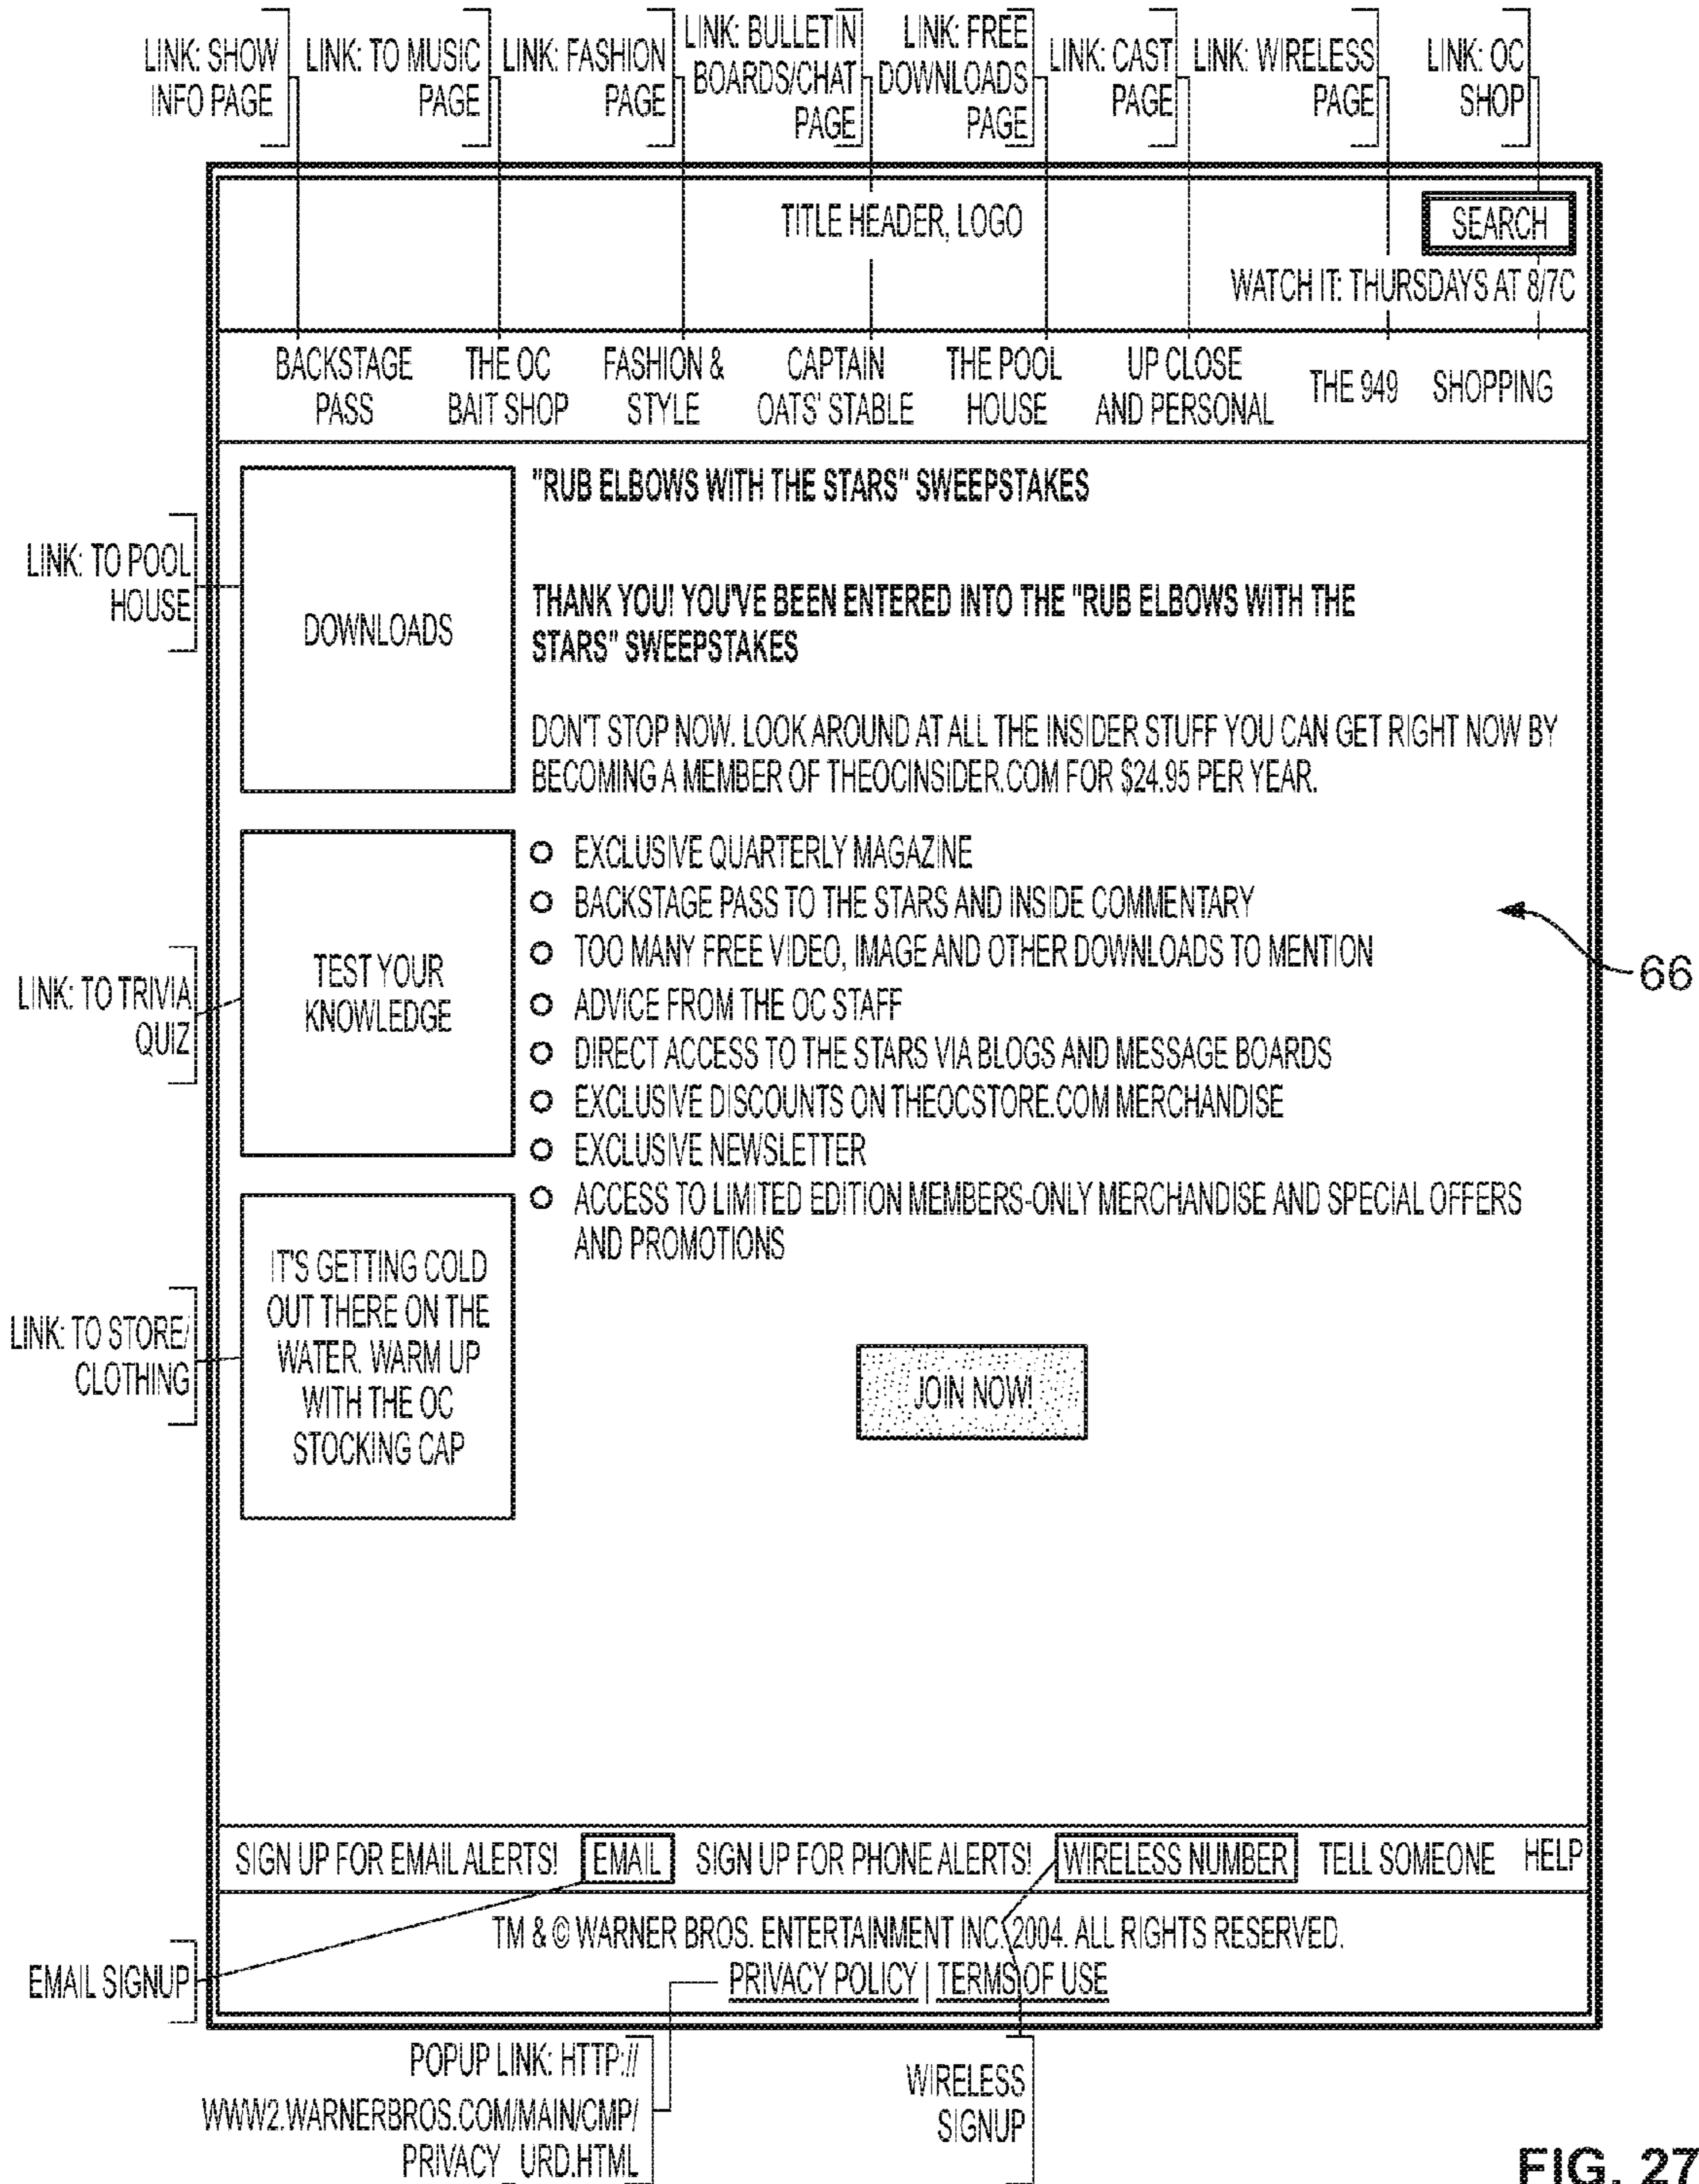 LINK: SHOW
INFO PAGE
LINK: TO MUSIC
PAGE
LINK: FASHION
PAGE
LINK: BULLETIN
BOARDS/CHAT
PAGE
LINK: FREE
DOWNLOADS
PAGE
LINK: CAST
PAGE
LINK: WIRELESS
PAGE
LINK: OC
SHOP
TITLE HEADER, LOGO
SEARCH
WATCH IT: THURSDAYS AT 8/7C
BACKSTAGE
PASS
THE OC
BAIT SHOP
FASHION &
STYLE
CAPTAIN
OATS' STABLE
THE POOL
HOUSE
UP CLOSE
AND PERSONAL
THE 949
SHOPPING
LINK: TO POOL
HOUSE
DOWNLOADS
"RUB ELBOWS WITH THE STARS" SWEEPSTAKES
THANK YOU! YOU'VE BEEN ENTERED INTO THE "RUB ELBOWS WITH THE
STARS" SWEEPSTAKES
DON'T STOP NOW. LOOK AROUND AT ALL THE INSIDER STUFF YOU CAN GET RIGHT NOW BY
BECOMING A MEMBER OF THEOCINSIDER.COM FOR $24.95 PER YEAR.
LINK: TO TRIVIA
QUIZ
TEST YOUR
KNOWLEDGE
EXCLUSIVE QUARTERLY MAGAZINE
BACKSTAGE PASS TO THE STARS AND INSIDE COMMENTARY
TOO MANY FREE VIDEO, IMAGE AND OTHER DOWNLOADS TO MENTION
ADVICE FROM THE OC STAFF
DIRECT ACCESS TO THE STARS VIA BLOGS AND MESSAGE BOARDS
EXCLUSIVE DISCOUNTS ON THEOCSTORE.COM MERCHANDISE
EXCLUSIVE NEWSLETTER
ACCESS TO LIMITED EDITION MEMBERS-ONLY MERCHANDISE AND SPECIAL OFFERS
AND PROMOTIONS
66
LINK: TO STORE/
CLOTHING
IT'S GETTING COLD
OUT THERE ON THE
WATER. WARM UP
WITH THE OC
STOCKING CAP
JOIN NOW!
SIGN UP FOR EMAIL ALERTS!
EMAIL
SIGN UP FOR PHONE ALERTS!
WIRELESS NUMBER
TELL SOMEONE
HELP
TM & © WARNER BROS. ENTERTAINMENT INC. 2004. ALL RIGHTS RESERVED.
PRIVACY POLICY | TERMS OF USE
EMAIL SIGNUP
POPUP LINK: HTTP://
WWW2.WARNERBROS.COM/MAIN/CMP/
PRIVACY_URD.HTML
WIRELESS
SIGNUP
FIG. 27